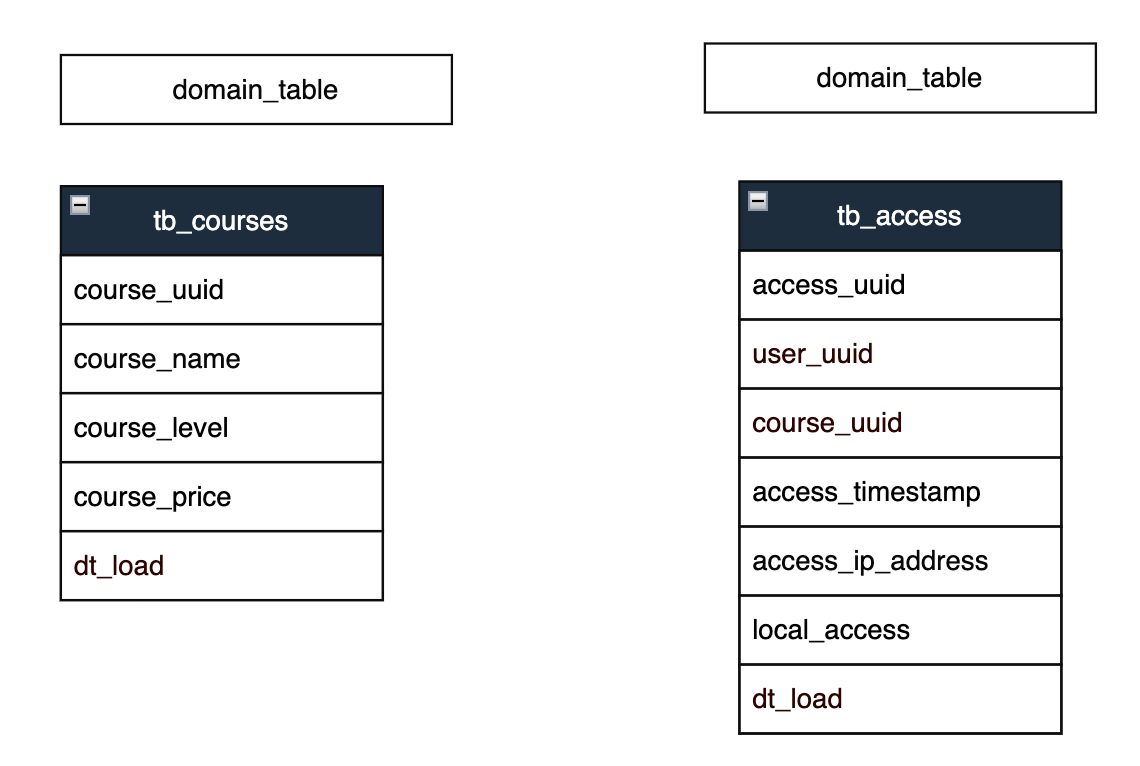 domain_table
tb_courses
course_uuid
course_name
course_level
course_price
dt_load
domain_table
tb_access
access_uuid
user_uuid
course_uuid
access_timestamp
access_ip_address
local_access
dt_load